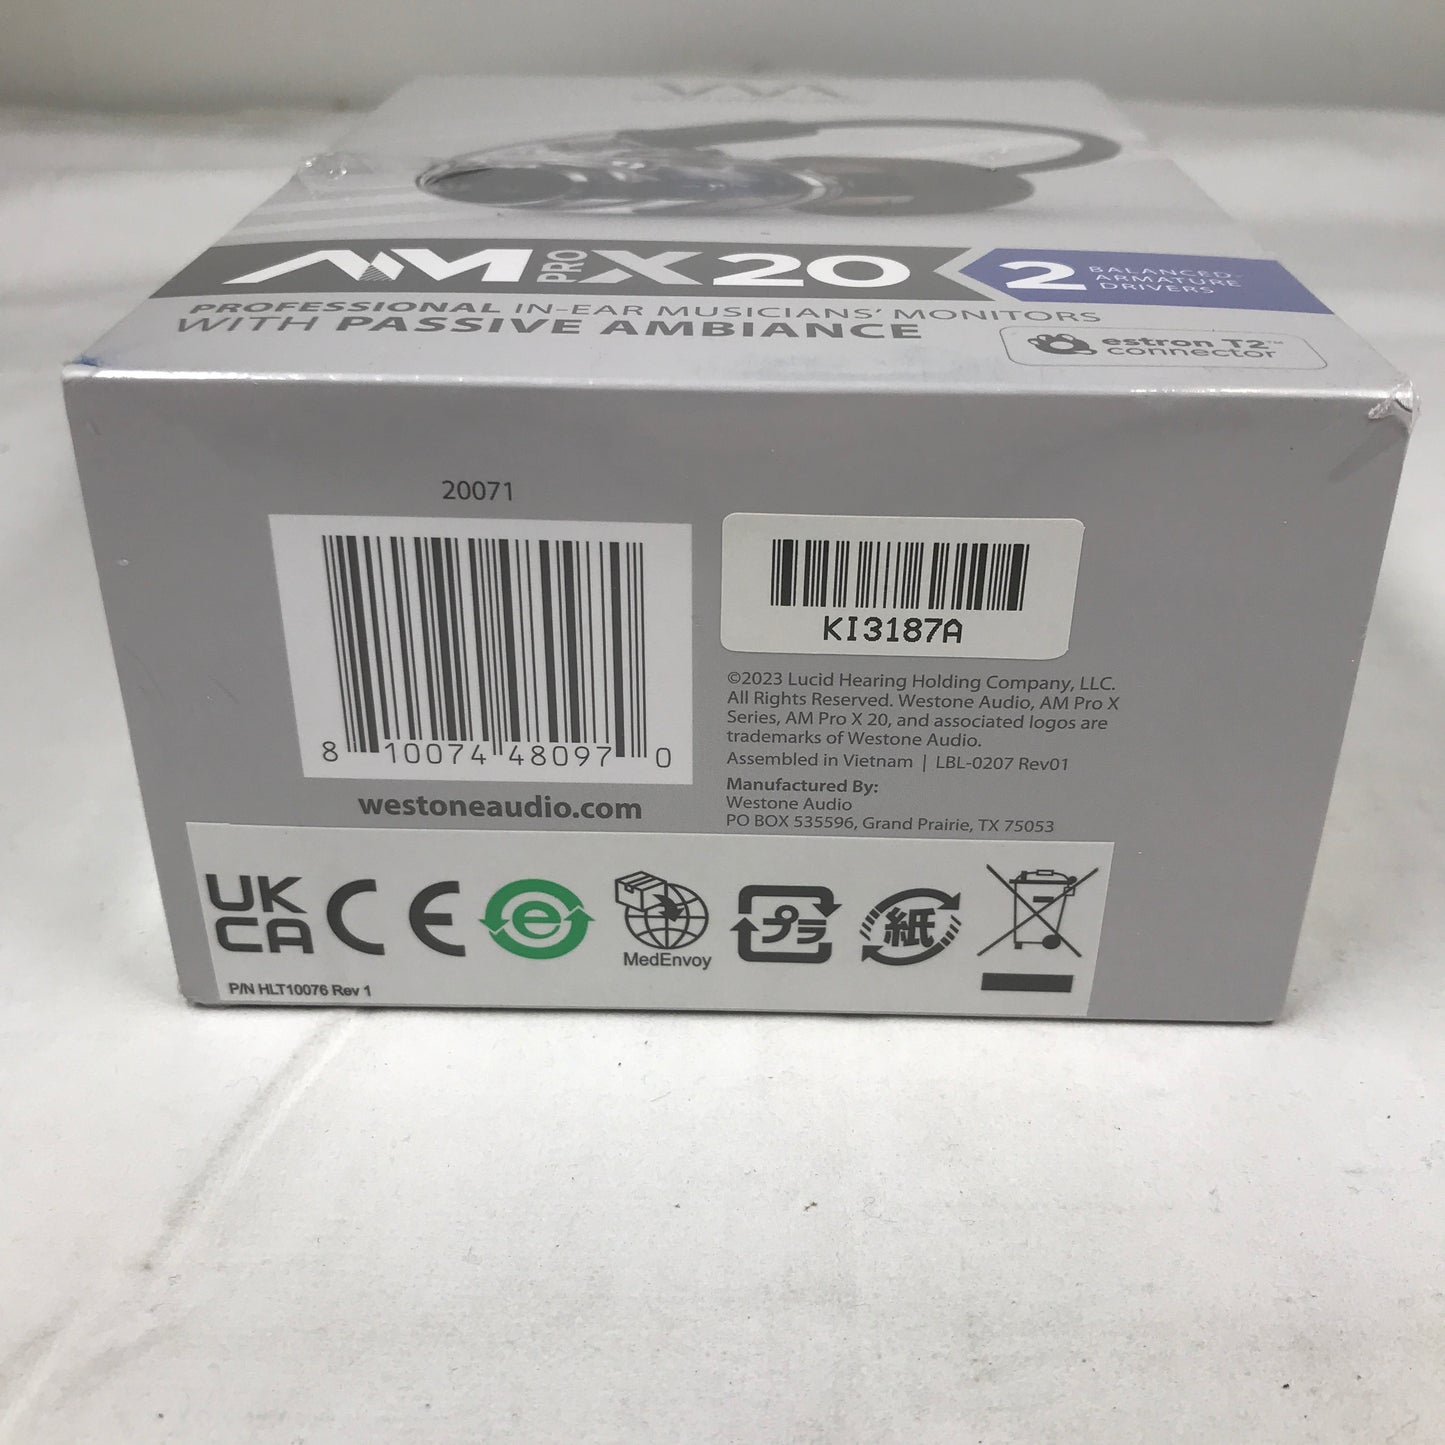 AM PRO X20
2 BALANCED-
ARMATURE
DRIVERS
PROFESSIONAL IN-EAR MUSICIANS' MONITORS
WITH PASSIVE AMBIANCE
estron T2™
connector
20071
8 10074 48097 0
westoneaudio.com
KI3187A
©2023 Lucid Hearing Holding Company, LLC.
All Rights Reserved. Westone Audio, AM Pro X
Series, AM Pro X 20, and associated logos are
trademarks of Westone Audio.
Assembled in Vietnam | LBL-0207 Rev01
Manufactured By:
Westone Audio
PO BOX 535596, Grand Prairie, TX 75053
UK
CA
CE
e
MedEnvoy
プラ
紙
P/N HLT10076 Rev 1